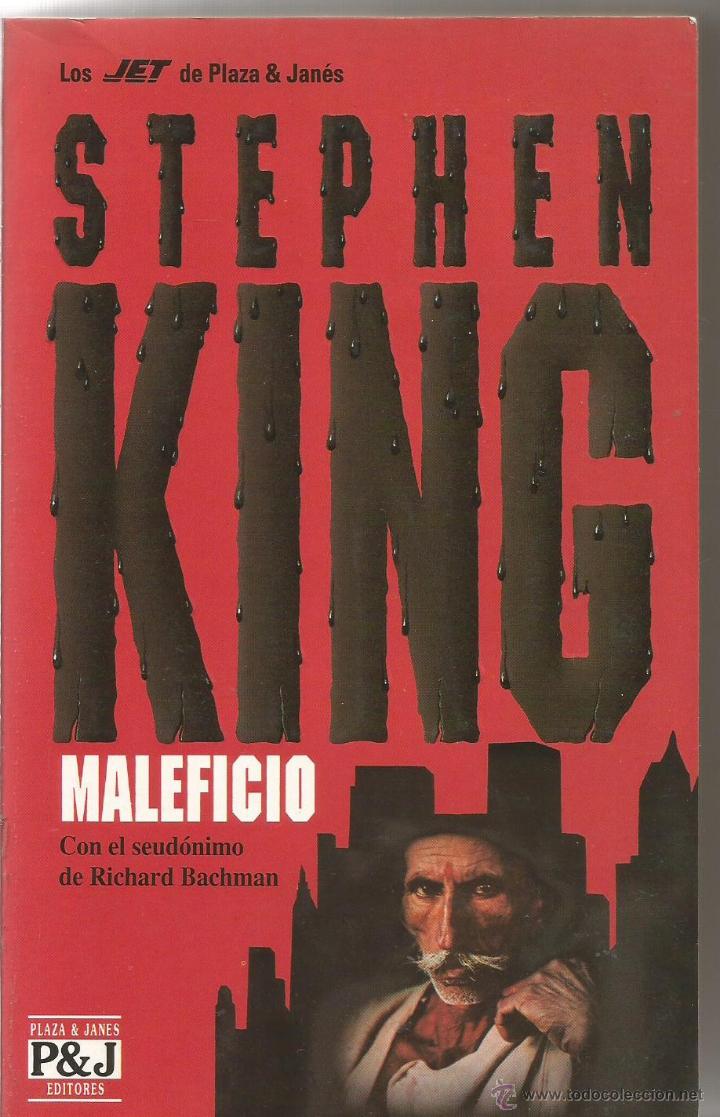 Los JET de Plaza & Janés
STEPHEN
KING
MALEFICIO
Con el seudónimo
de Richard Bachman
PLAZA & JANES
P&J
EDITORES
www.todocoleccion.net